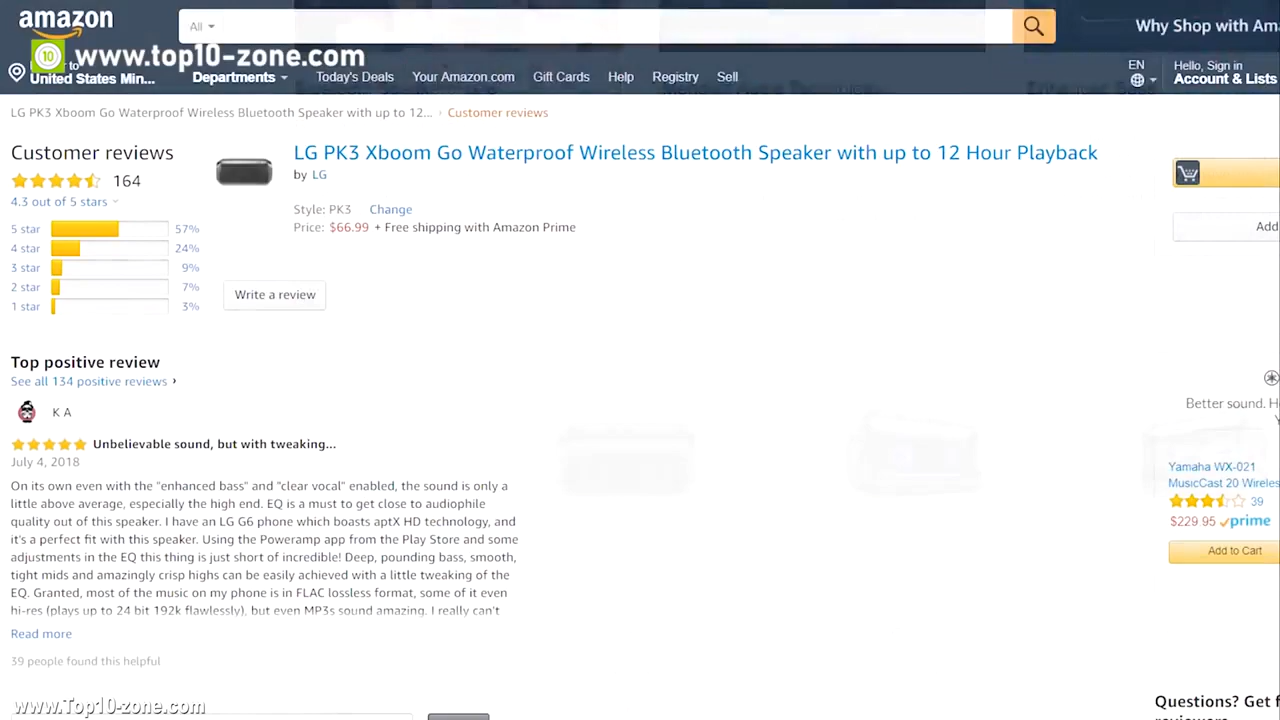 amazon
All
Why Shop with Am
10
www.top10-zone.com
to
United States Min...
Departments
Today's Deals
Your Amazon.com
Gift Cards
Help
Registry
Sell
EN
Hello, Sign in
Account & Lists
LG PK3 Xboom Go Waterproof Wireless Bluetooth Speaker with up to 12... › Customer reviews
Customer reviews
164
4.3 out of 5 stars
5 star 57%
4 star 24%
3 star 9%
2 star 7%
1 star 3%
LG PK3 Xboom Go Waterproof Wireless Bluetooth Speaker with up to 12 Hour Playback
by LG
Style: PK3 Change
Price: $66.99 + Free shipping with Amazon Prime
Write a review
Add
Top positive review
See all 134 positive reviews ›
K A
Unbelievable sound, but with tweaking...
July 4, 2018
On its own even with the "enhanced bass" and "clear vocal" enabled, the sound is only a
little above average, especially the high end. EQ is a must to get close to audiophile
quality out of this speaker. I have an LG G6 phone which boasts aptX HD technology, and
it's a perfect fit with this speaker. Using the Poweramp app from the Play Store and some
adjustments in the EQ this thing is just short of incredible! Deep, pounding bass, smooth,
tight mids and amazingly crisp highs can be easily achieved with a little tweaking of the
EQ. Granted, most of the music on my phone is in FLAC lossless format, some of it even
hi-res (plays up to 24 bit 192k flawlessly), but even MP3s sound amazing. I really can't
Read more
39 people found this helpful
Better sound. H
Y
Yamaha WX-021
MusicCast 20 Wireles
39
$229.95 prime
Add to Cart
Questions? Get f
www.Top10-zone.com